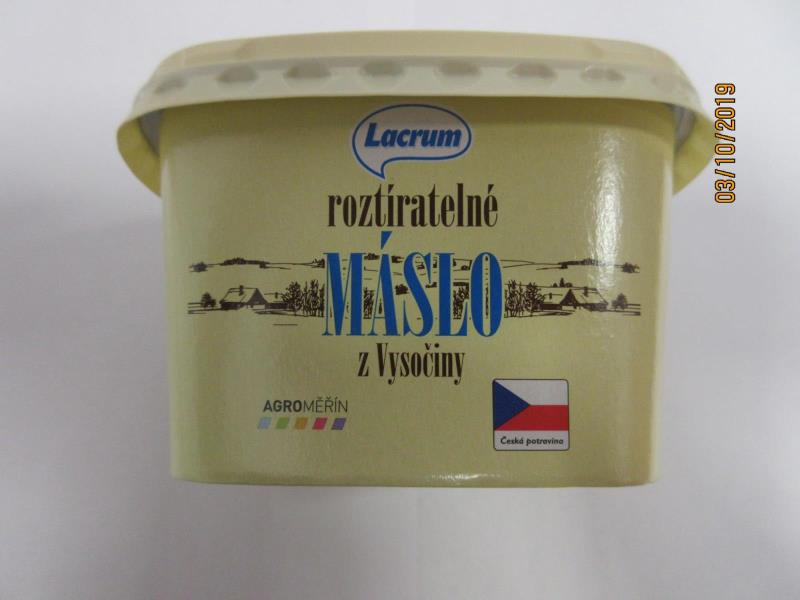 Lacrum
roztíratelné
MÁSLO
z Vysočiny
AGROMĚŘÍN
Česká potravina
03/10/2019